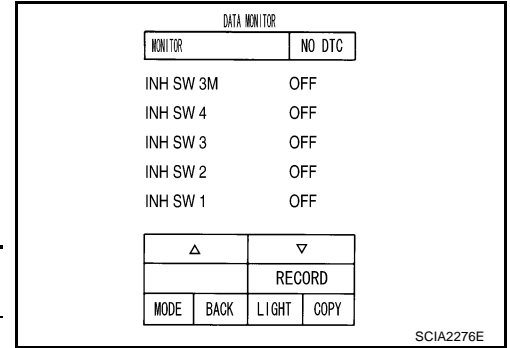 DATA MONITOR
MONITOR NO DTC
INH SW 3M OFF
INH SW 4 OFF
INH SW 3 OFF
INH SW 2 OFF
INH SW 1 OFF
△ ▽
RECORD
MODE BACK LIGHT COPY
SCIA2276E